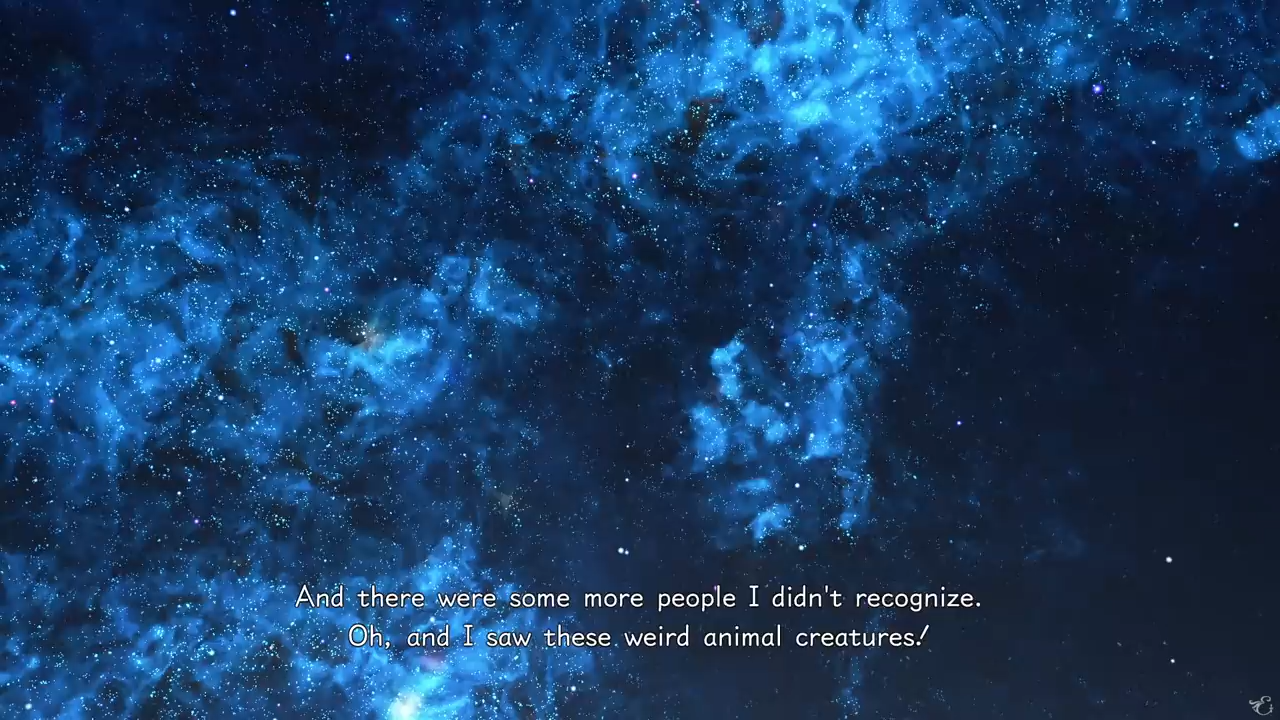 And there were some more people I didn't recognize.
Oh, and I saw these weird animal creatures!